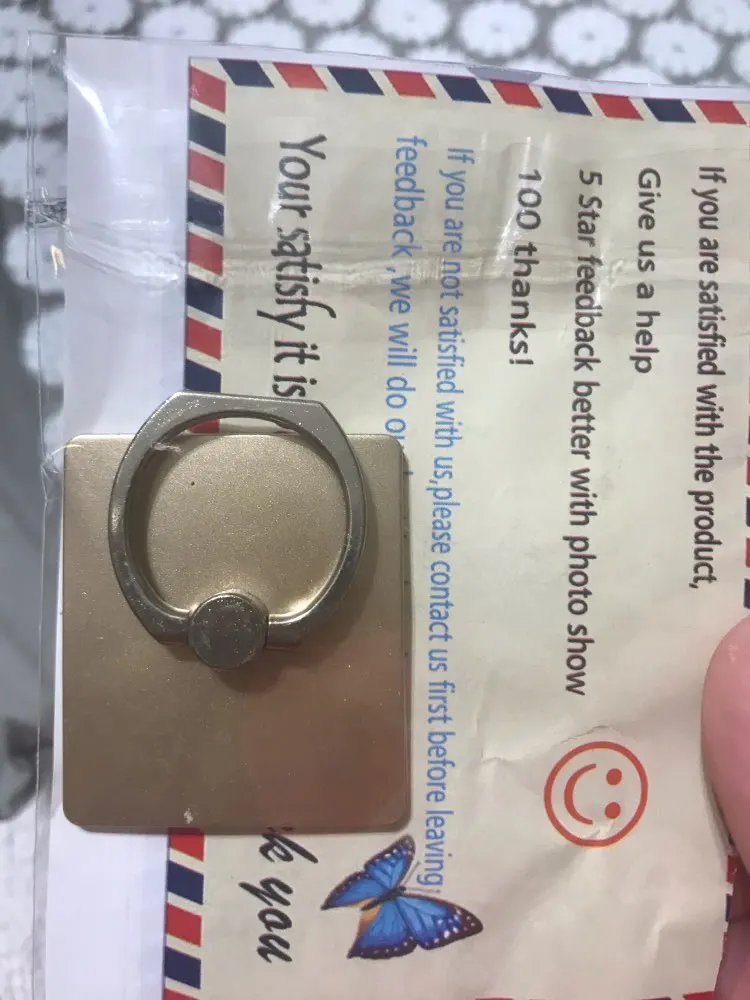 If you are satisfied with the product,
Give us a help
5 Star feedback better with photo show
100 thanks!
If you are not satisfied with us,please contact us first before leaving
feedback ,we will do
Your satisfy it is
you